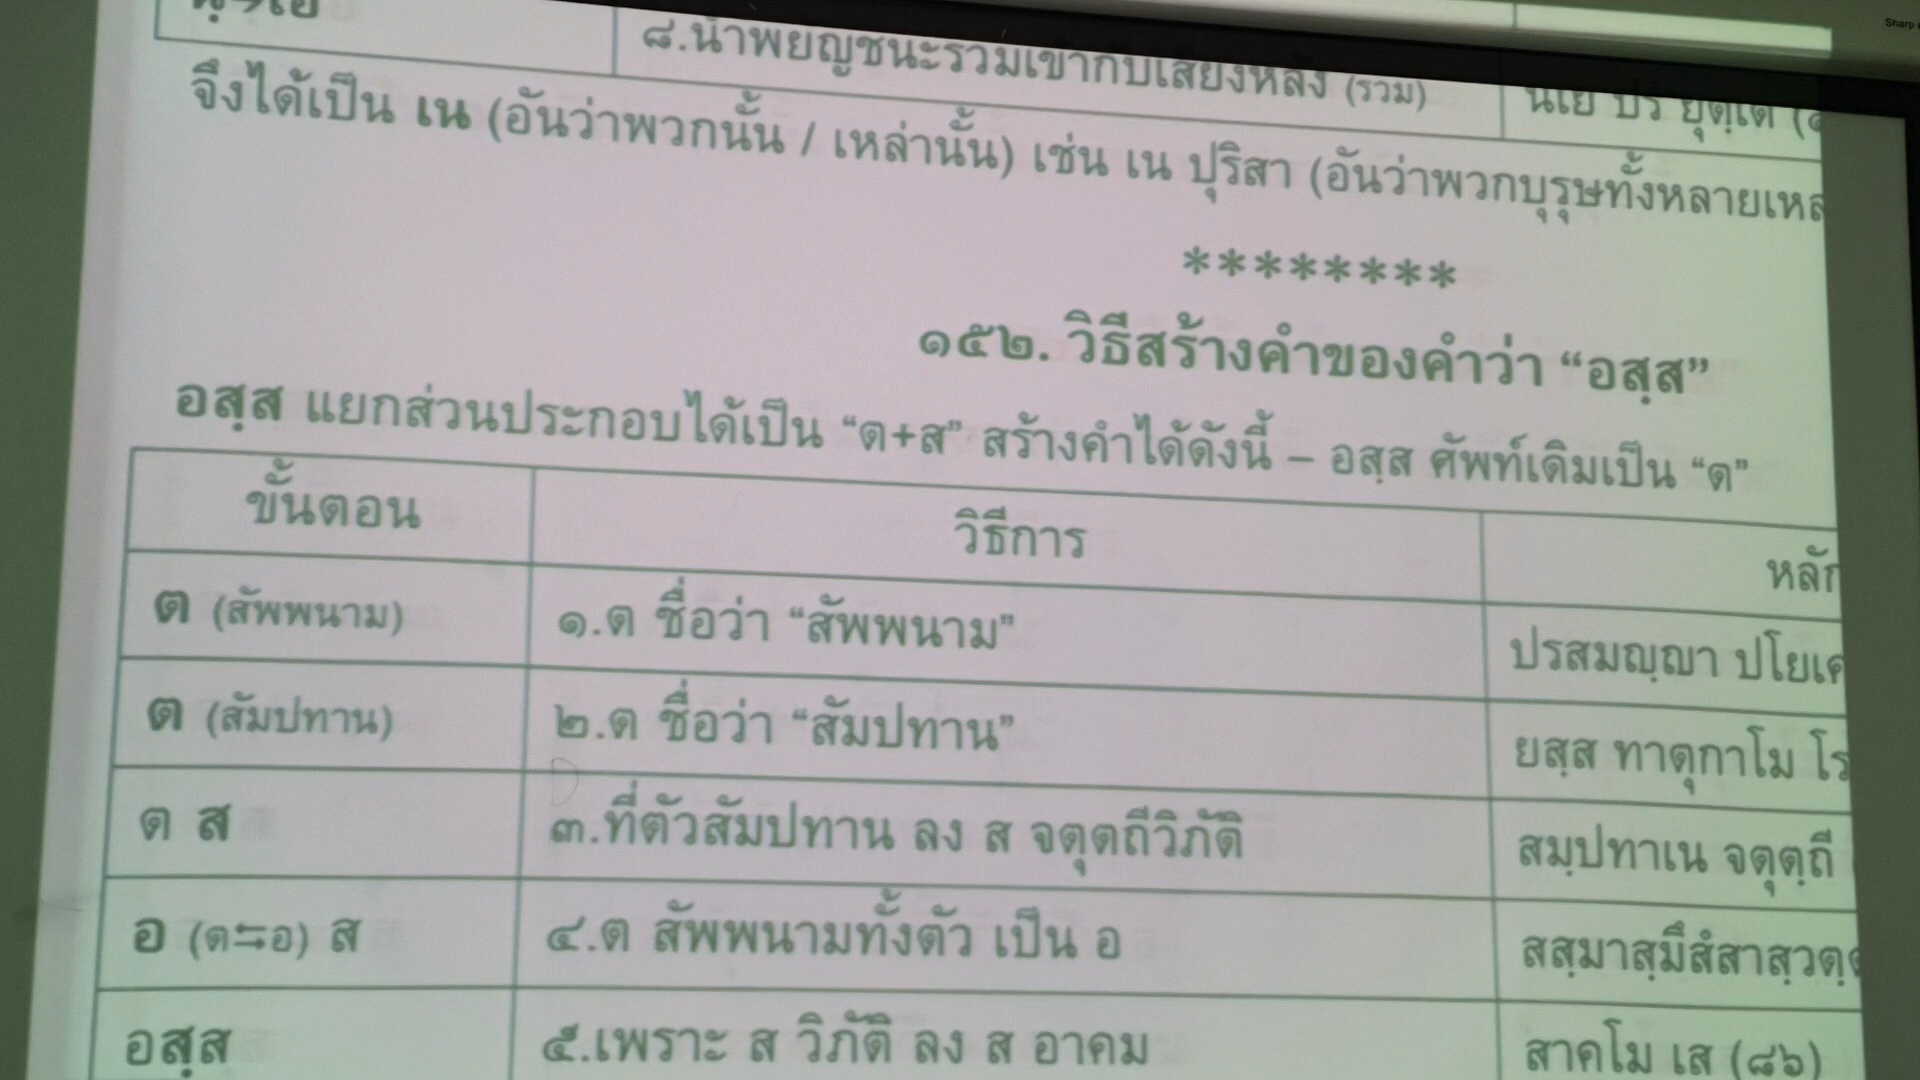 ๘.นำพยัญชนะรวมเข้ากับเสียงหลัง (รวม)
จึงได้เป็น เน (อันว่าพวกนั้น / เหล่านั้น) เช่น เน ปุริสา (อันว่าพวกบุรุษทั้งหลายเหล
********
๑๕๒. วิธีสร้างคำของคำว่า “อสฺส”
อสฺส แยกส่วนประกอบได้เป็น “ต+ส” สร้างคำได้ดังนี้ – อสฺส ศัพท์เดิมเป็น “ต”
ขั้นตอน วิธีการ หลัก
ต (สัพพนาม) ๑.ต ชื่อว่า “สัพพนาม” ปรสมญฺญา ปโยเค
ต (สัมปทาน) ๒.ต ชื่อว่า “สัมปทาน” ยสฺส ทาตุกาโม โร
ต ส ๓.ที่ตัวสัมปทาน ลง ส จตุตถีวิภัติ สมฺปทาเน จตุตฺถี
อ (ต⇆อ) ส ๔.ต สัพพนามทั้งตัว เป็น อ สสฺมาสฺมึสํสาสฺวตฺ
อสฺส ๕.เพราะ ส วิภัติ ลง ส อาคม สาคโม เส (๘๖)